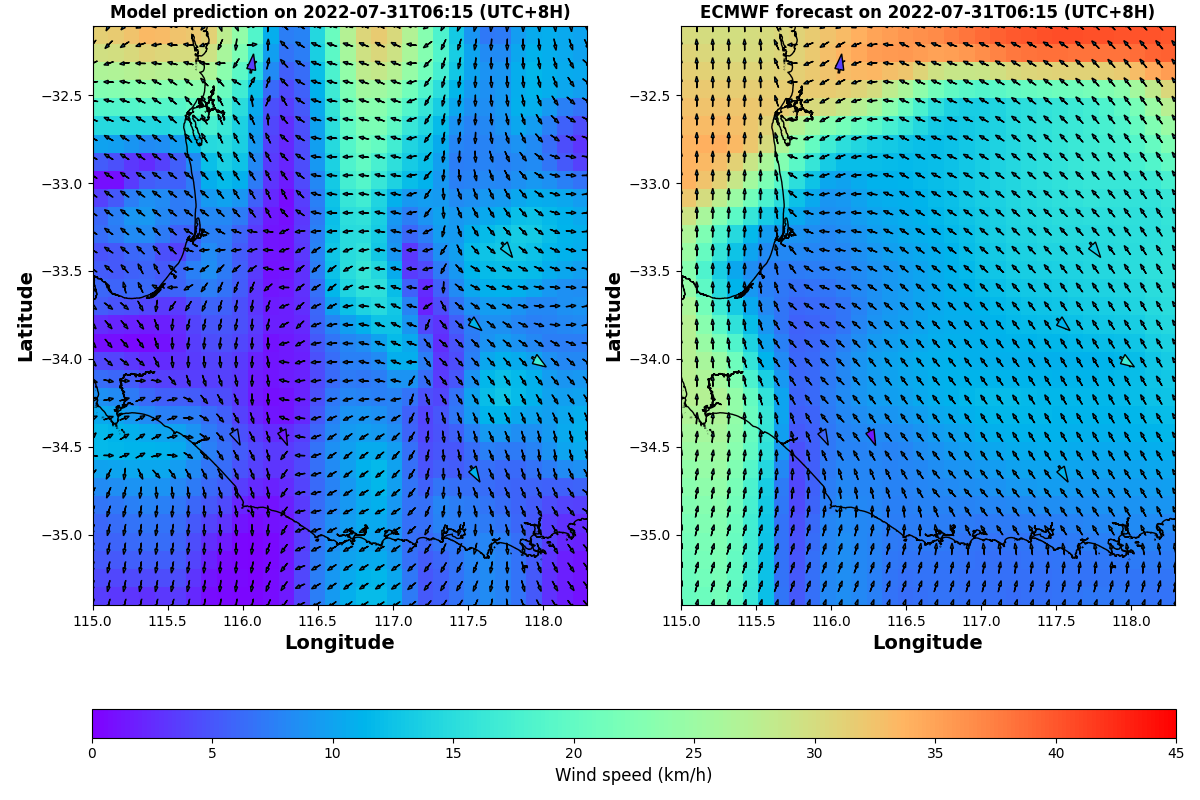 Model prediction on 2022-07-31T06:15 (UTC+8H) ECMWF forecast on 2022-07-31T06:15 (UTC+8H)
−32.5 −32.5
−33.0 −33.0
−33.5 −33.5
−34.0 −34.0
−34.5 −34.5
−35.0 −35.0
Latitude Latitude
115.0 115.5 116.0 116.5 117.0 117.5 118.0 115.0 115.5 116.0 116.5 117.0 117.5 118.0
Longitude Longitude
0 5 10 15 20 25 30 35 40 45
Wind speed (km/h)